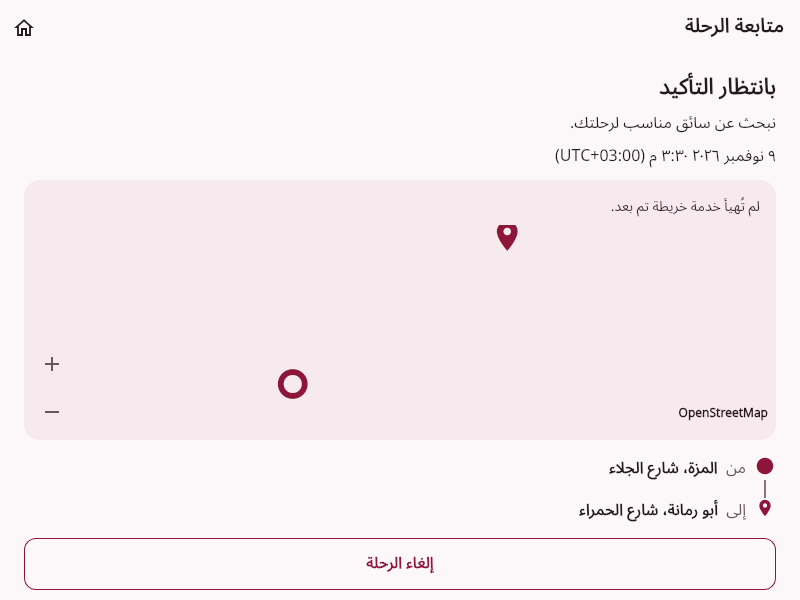 متابعة الرحلة
بانتظار التأكيد
نبحث عن سائق مناسب لرحلتك.
٩ نوفمبر ٢٠٢٦ ٣:٣٠ م (UTC+03:00)
لم تُهيأ خدمة خريطة تم بعد.
OpenStreetMap
من المزة، شارع الجلاء
إلى أبو رمانة، شارع الحمراء
إلغاء الرحلة